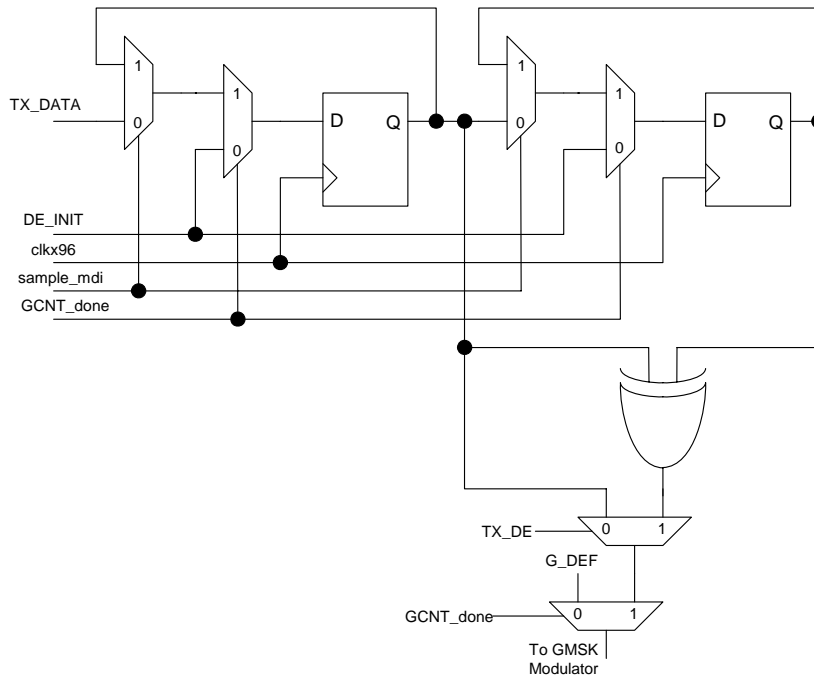 1
TX_DATA
0
1
0
D
Q
1
0
1
0
D
Q
DE_INIT
clkx96
sample_mdi
GCNT_done
TX_DE
0
1
G_DEF
GCNT_done
0
1
To GMSK
Modulator